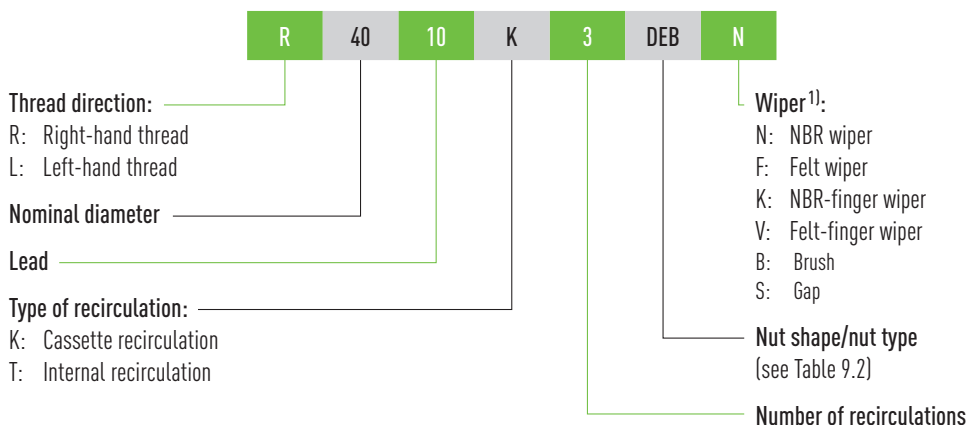 R 40 10 K 3 DEB N
Thread direction:
R: Right-hand thread
L: Left-hand thread
Nominal diameter
Lead
Type of recirculation:
K: Cassette recirculation
T: Internal recirculation
Wiper1):
N: NBR wiper
F: Felt wiper
K: NBR-finger wiper
V: Felt-finger wiper
B: Brush
S: Gap
Nut shape/nut type
(see Table 9.2)
Number of recirculations